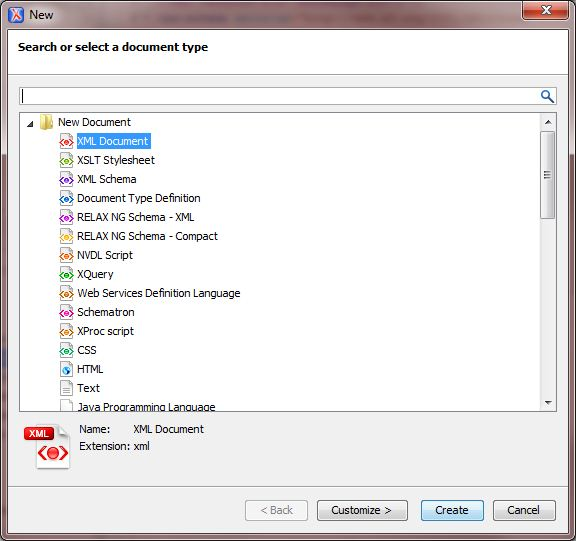 New
Search or select a document type
New Document
XML Document
XSLT Stylesheet
XML Schema
Document Type Definition
RELAX NG Schema - XML
RELAX NG Schema - Compact
NVDL Script
XQuery
Web Services Definition Language
Schematron
XProc script
CSS
HTML
Text
Java Programming Language
XML
Name: XML Document
Extension: xml
< Back Customize > Create Cancel